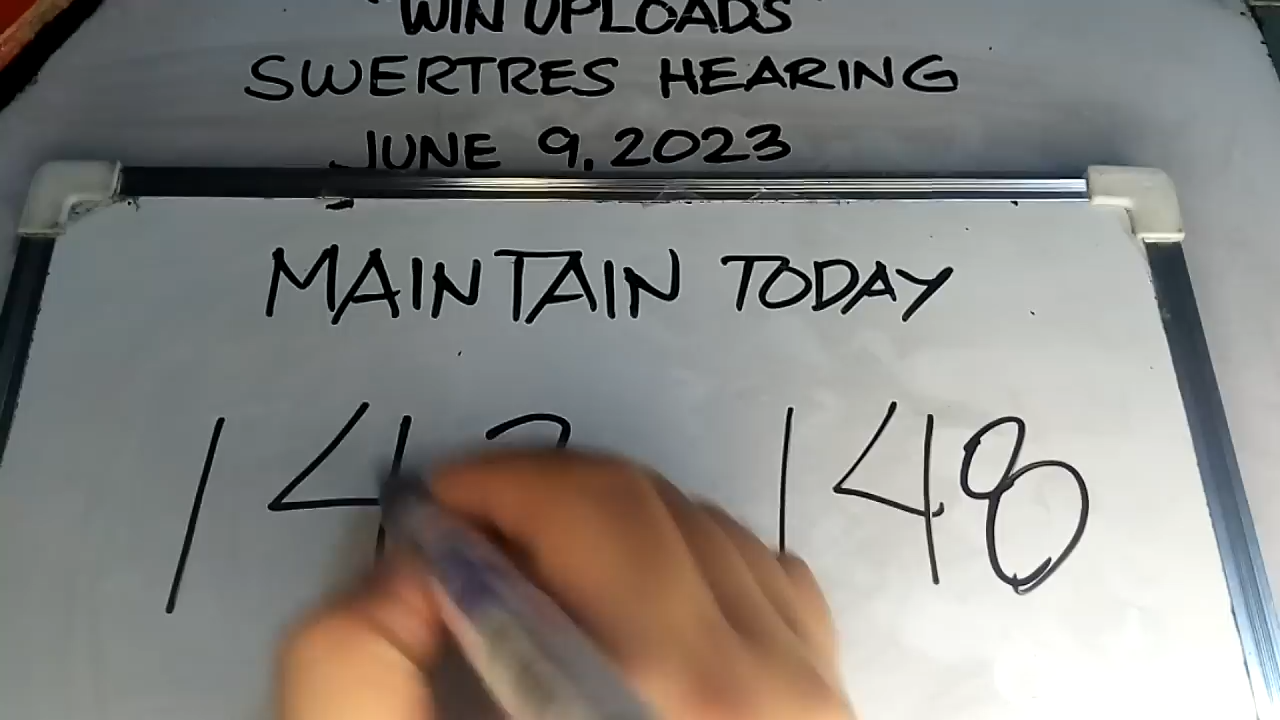 "WIN UPLOADS"
SWERTRES HEARING
JUNE 9, 2023
MAINTAIN TODAY
14 148